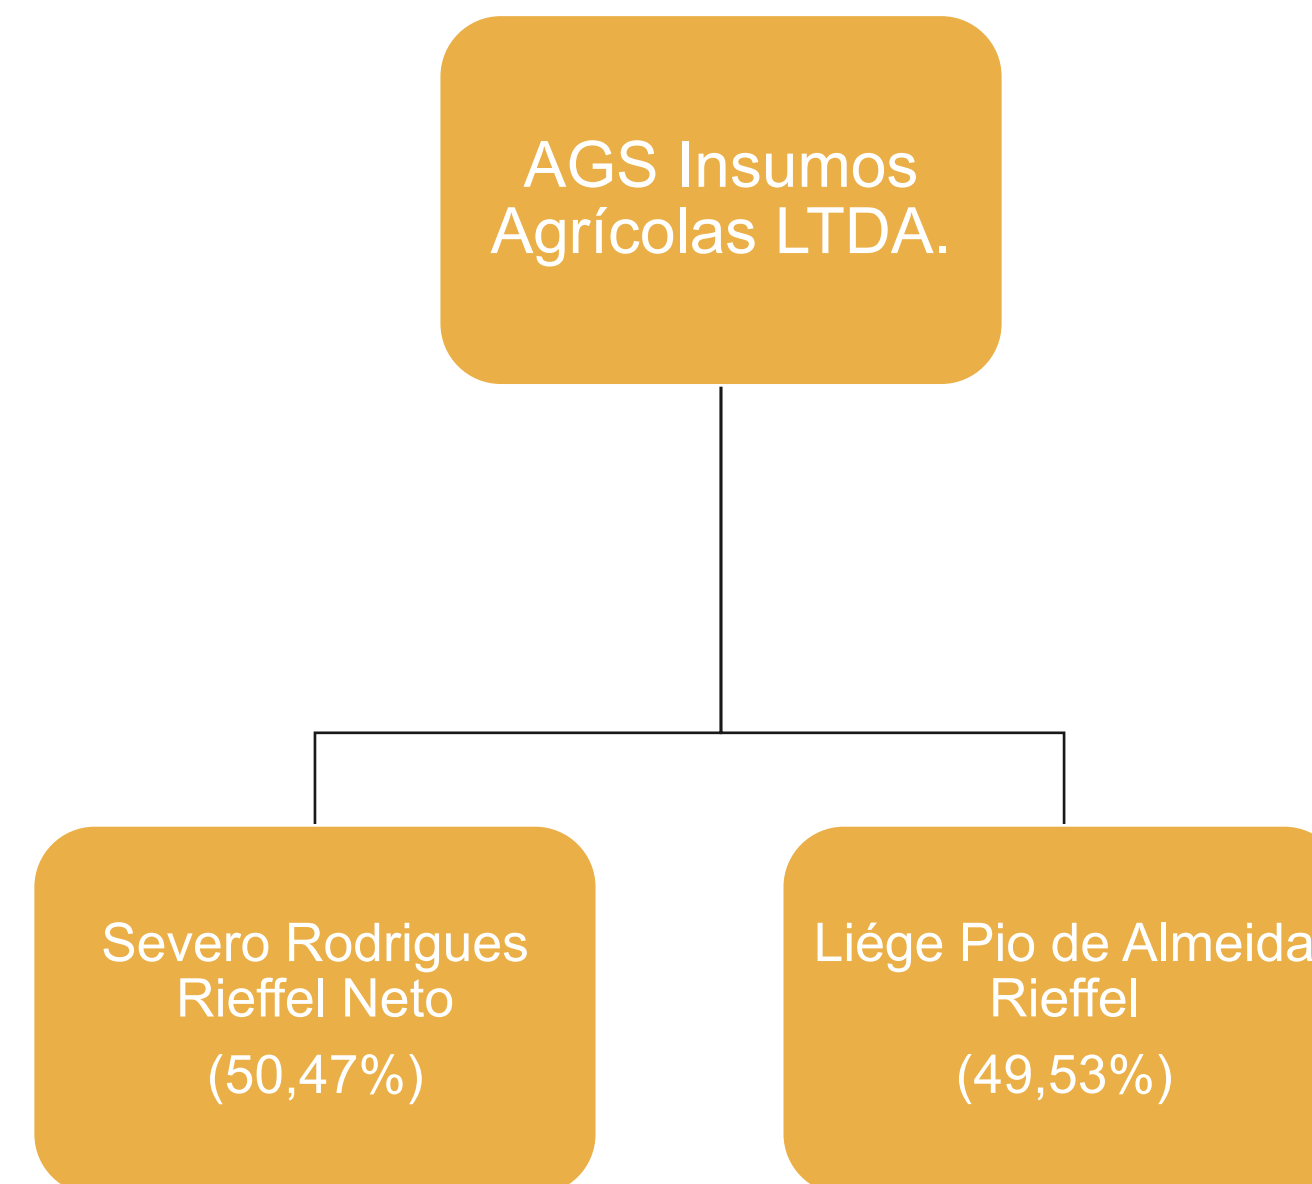 AGS Insumos
Agrícolas LTDA.
Severo Rodrigues
Rieffel Neto
(50,47%)
Liége Pio de Almeida
Rieffel
(49,53%)